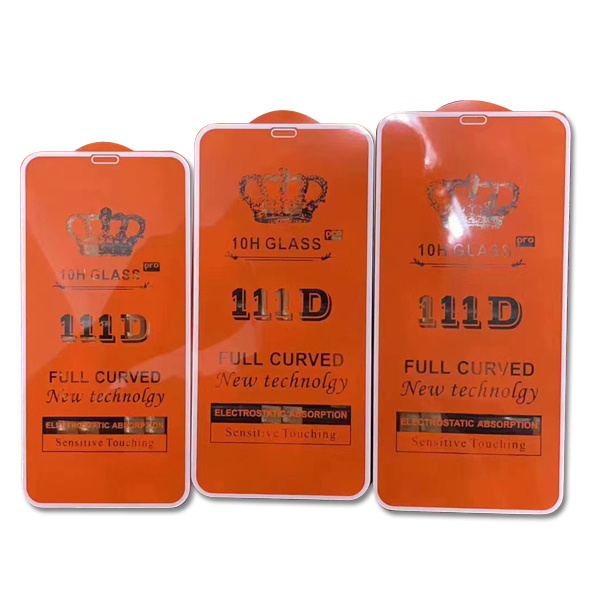 10H GLASS pro
111D
FULL CURVED
New technolgy
ELECTROSTATIC ABSORPTION
Sensitive Touching
10H GLASS pro
111D
FULL CURVED
New technolgy
ELECTROSTATIC ABSORPTION
Sensitive Touching
10H GLASS pro
111D
FULL CURVED
New technolgy
ELECTROSTATIC ABSORPTION
Sensitive Touching